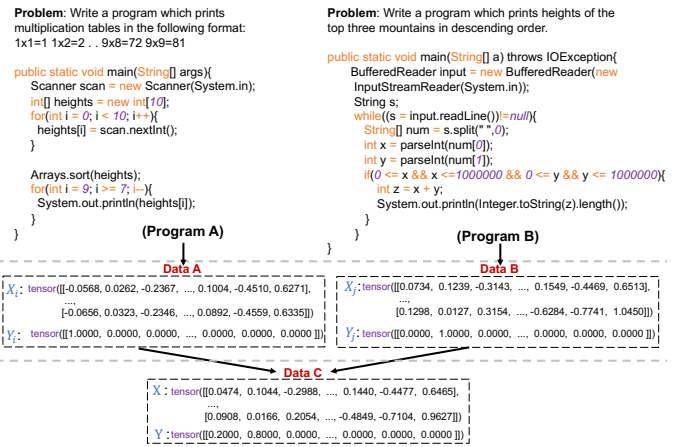 Problem: Write a program which prints
multiplication tables in the following format:
1x1=1 1x2=2 . . 9x8=72 9x9=81
public static void main(String[] args){
Scanner scan = new Scanner(System.in);
int[] heights = new int[10];
for(int i = 0; i < 10; i++){
heights[i] = scan.nextInt();
}
Arrays.sort(heights);
for(int i = 9; i >= 7; i--){
System.out.println(heights[i]);
}
}
(Program A)
Problem: Write a program which prints heights of the
top three mountains in descending order.
public static void main(String[] a) throws IOException{
BufferedReader input = new BufferedReader(new
InputStreamReader(System.in));
String s;
while((s = input.readLine())!=null){
String[] num = s.split(" ",0);
int x = parseInt(num[0]);
int y = parseInt(num[1]);
if(0 <= x && x <=1000000 && 0 <= y && y <= 1000000){
int z = x + y;
System.out.println(Integer.toString(z).length());
}
}
}
(Program B)
Data A
X_i: tensor([[-0.0568, 0.0262, -0.2367, ..., 0.1004, -0.4510, 0.6271],
...,
[-0.0656, 0.0323, -0.2346, ..., 0.0892, -0.4559, 0.6335]])
Y_i: tensor([[1.0000, 0.0000, 0.0000, ..., 0.0000, 0.0000, 0.0000 ]])
Data B
X_j: tensor([[0.0734, 0.1239, -0.3143, ..., 0.1549, -0.4469, 0.6513],
...,
[0.1298, 0.0127, 0.3154, ..., -0.6284, -0.7741, 1.0450]])
Y_j: tensor([[0.0000, 1.0000, 0.0000, ..., 0.0000, 0.0000, 0.0000 ]])
Data C
X : tensor([[0.0474, 0.1044, -0.2988, ..., 0.1440, -0.4477, 0.6465],
...,
[0.0908, 0.0166, 0.2054, ..., -0.4849, -0.7104, 0.9627]])
Y : tensor([[0.2000, 0.8000, 0.0000, ..., 0.0000, 0.0000, 0.0000 ]])